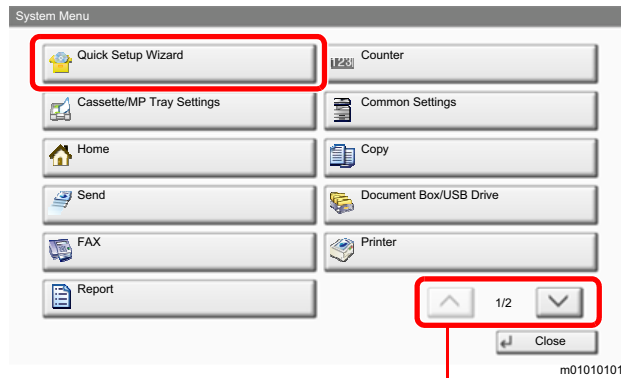 System Menu
Quick Setup Wizard
123
Counter
Cassette/MP Tray Settings
Common Settings
Home
Copy
Send
Document Box/USB Drive
FAX
Printer
Report
1/2
Close
m01010101